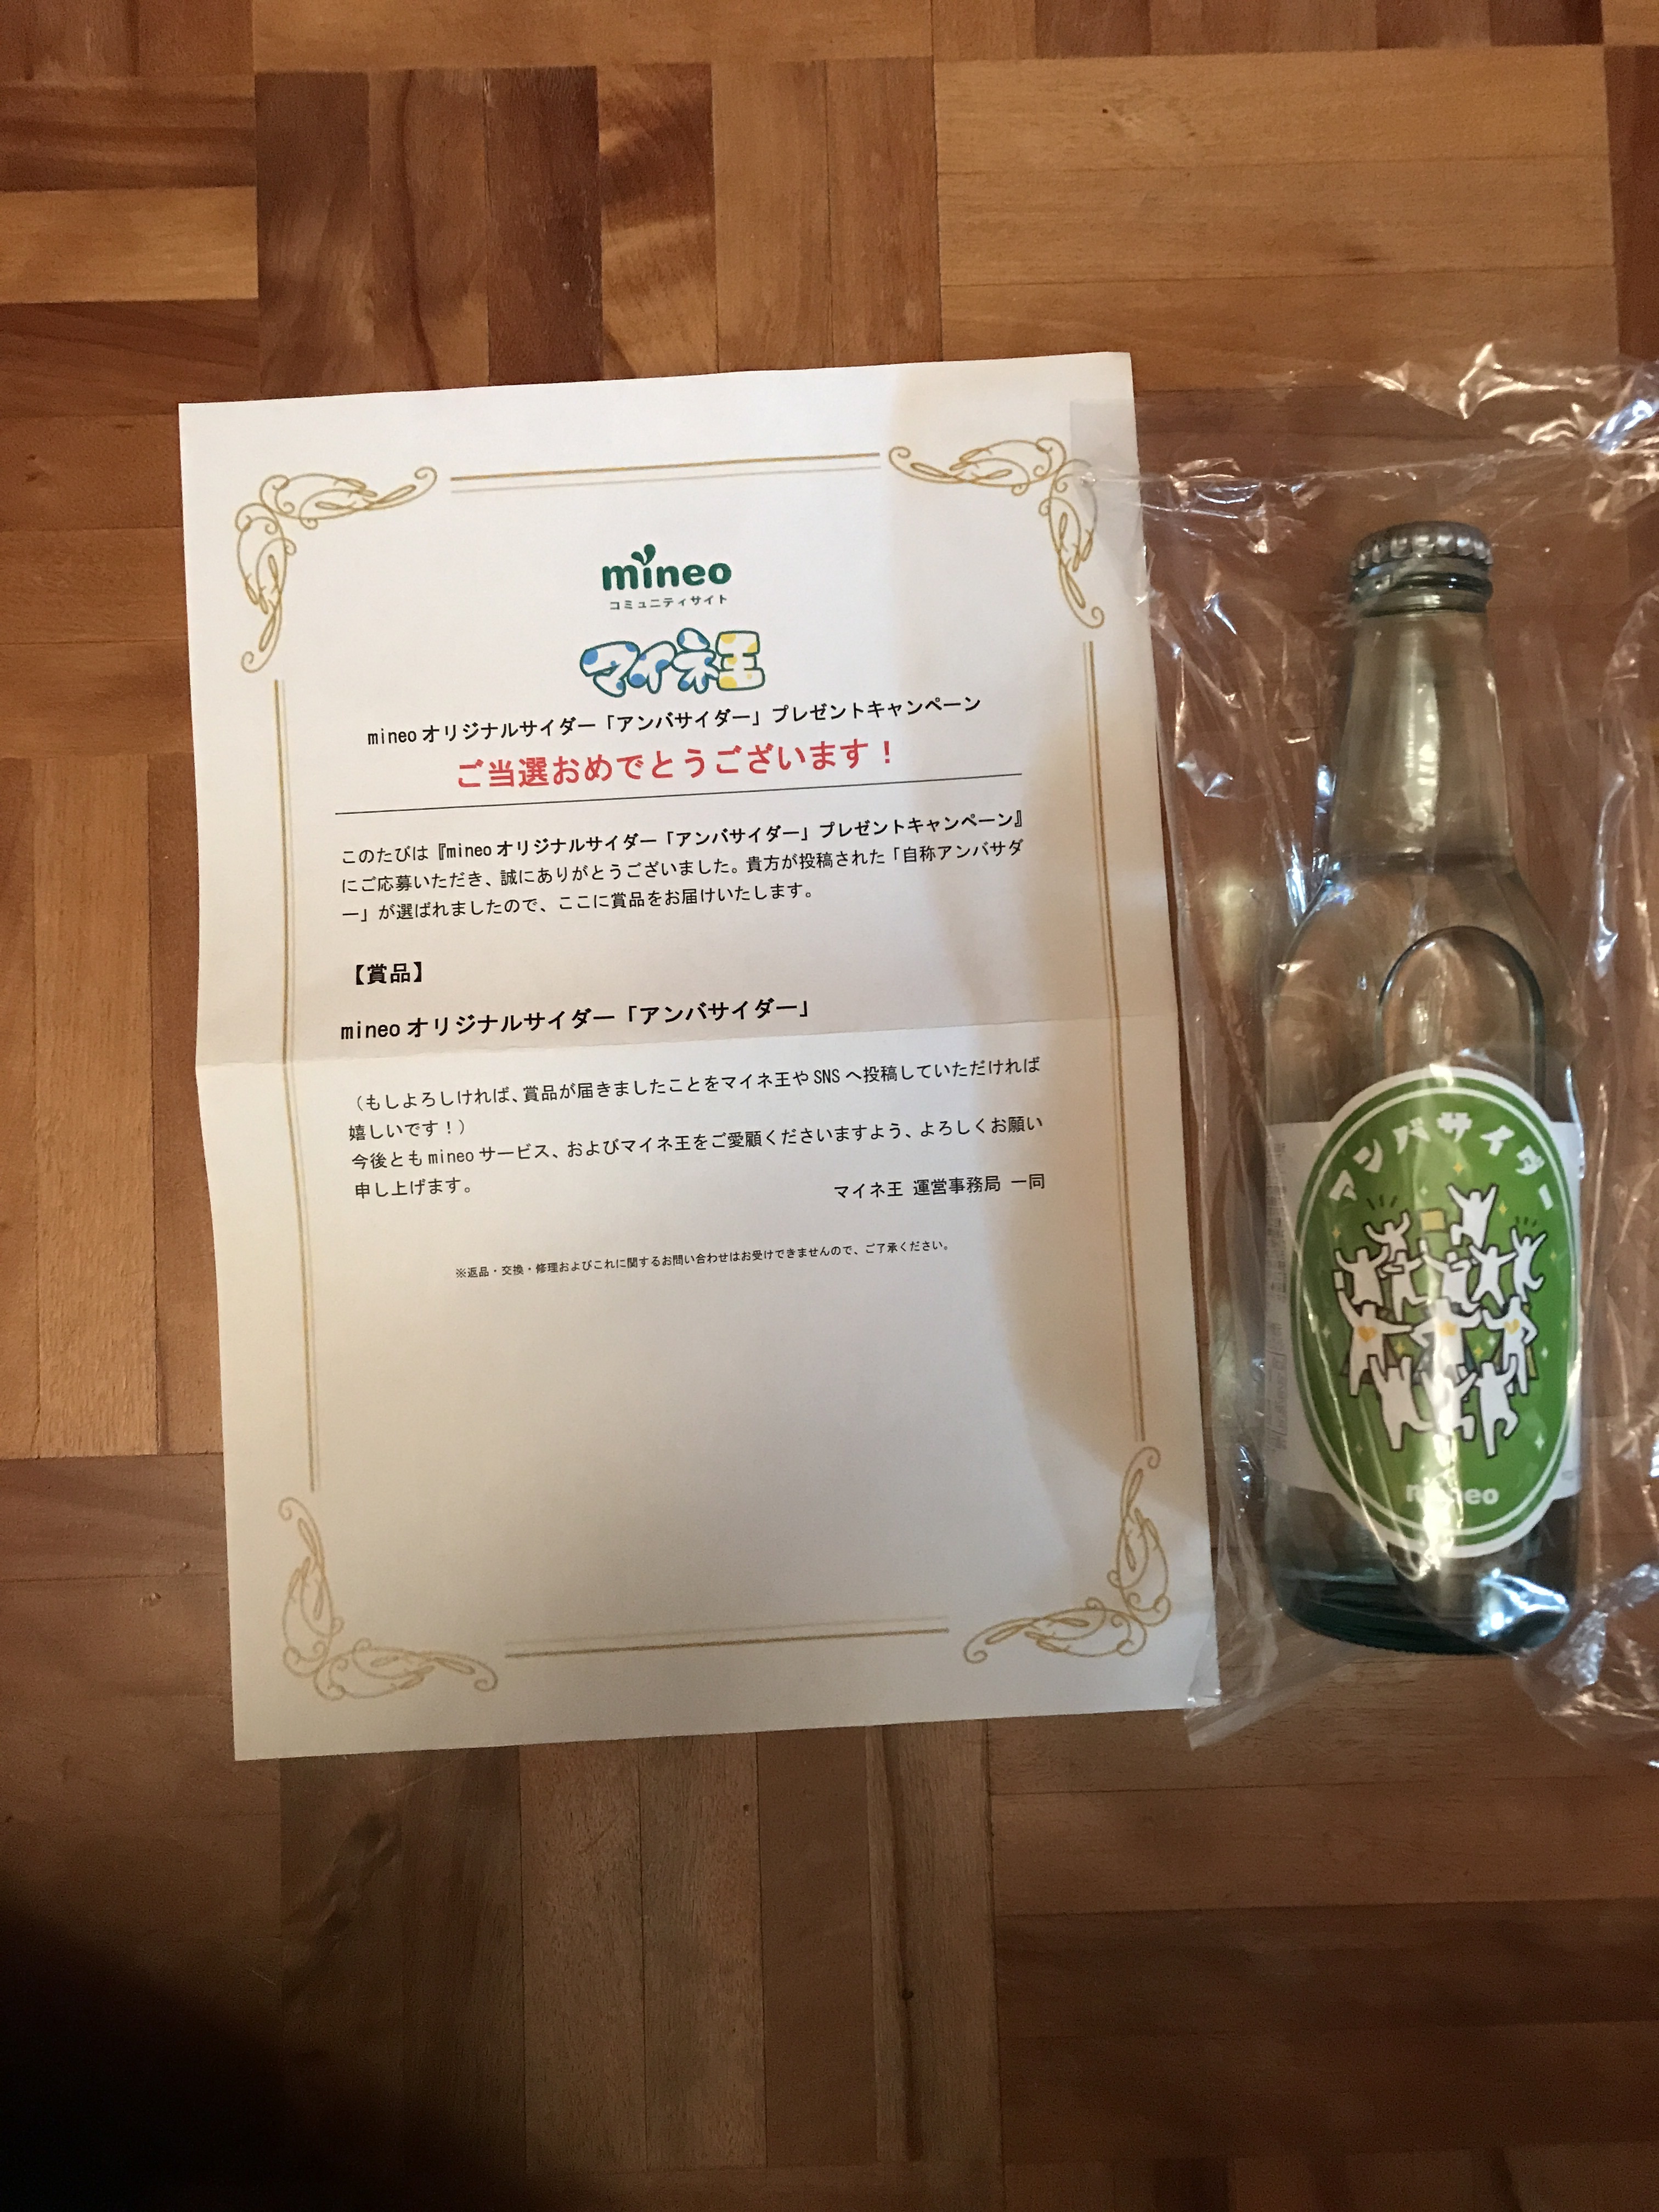 mineo
コミュニティサイト
マイネ王
mineoオリジナルサイダー「アンバサイダー」プレゼントキャンペーン
ご当選おめでとうございます！
このたびは『mineoオリジナルサイダー「アンバサイダー」プレゼントキャンペーン』
にご応募いただき、誠にありがとうございました。貴方が投稿された「自称アンバサダ
ー」が選ばれましたので、ここに賞品をお届けいたします。
【賞品】
mineoオリジナルサイダー「アンバサイダー」
（もしよろしければ、賞品が届きましたことをマイネ王やSNSへ投稿していただければ
嬉しいです！）
今後ともmineoサービス、およびマイネ王をご愛顧くださいますよう、よろしくお願い
申し上げます。
マイネ王 運営事務局 一同
※返品・交換・修理およびこれに関するお問い合わせはお受けできませんので、ご了承ください。
アンバサイダー
mineo